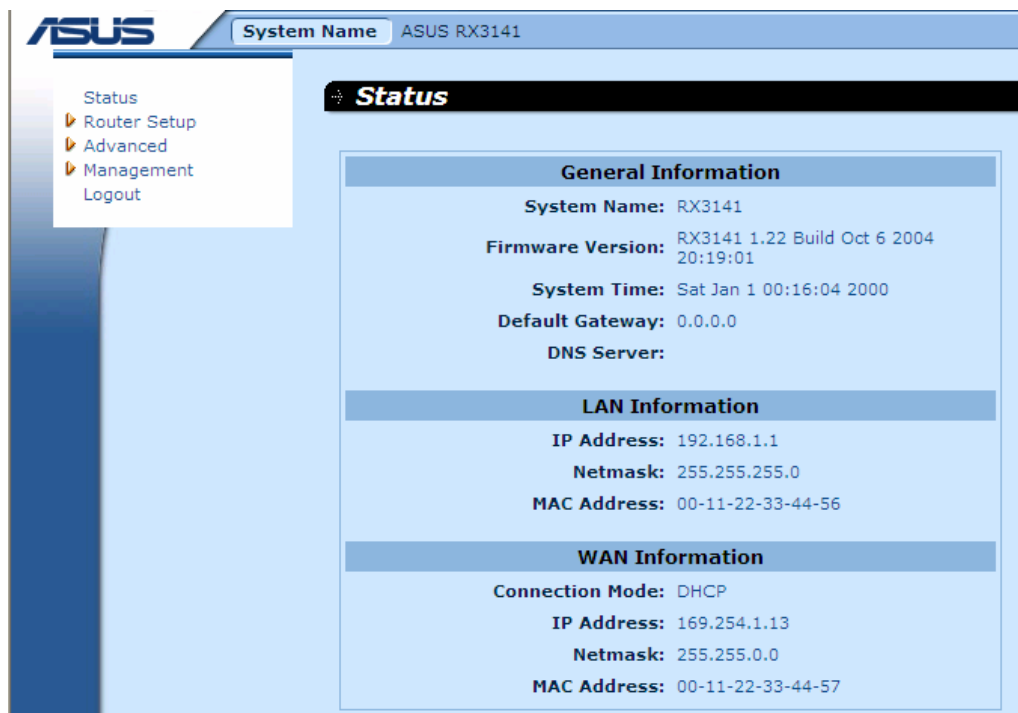 ASUS
System Name ASUS RX3141
Status
Router Setup
Advanced
Management
Logout
Status
General Information
System Name: RX3141
Firmware Version: RX3141 1.22 Build Oct 6 2004
20:19:01
System Time: Sat Jan 1 00:16:04 2000
Default Gateway: 0.0.0.0
DNS Server:
LAN Information
IP Address: 192.168.1.1
Netmask: 255.255.255.0
MAC Address: 00-11-22-33-44-56
WAN Information
Connection Mode: DHCP
IP Address: 169.254.1.13
Netmask: 255.255.0.0
MAC Address: 00-11-22-33-44-57